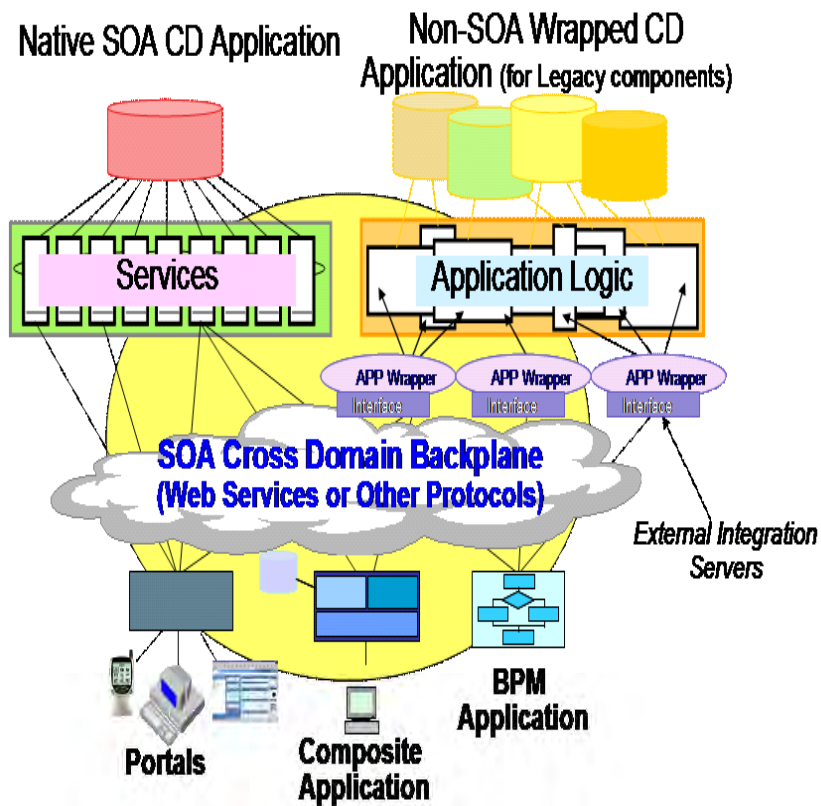 Native SOA CD Application
Non-SOA Wrapped CD
Application (for Legacy components)
Services
Application Logic
APP Wrapper
APP Wrapper
APP Wrapper
Interface
Interface
Interface
SOA Cross Domain Backplane
(Web Services or Other Protocols)
External Integration
Servers
Portals
Composite
Application
BPM
Application